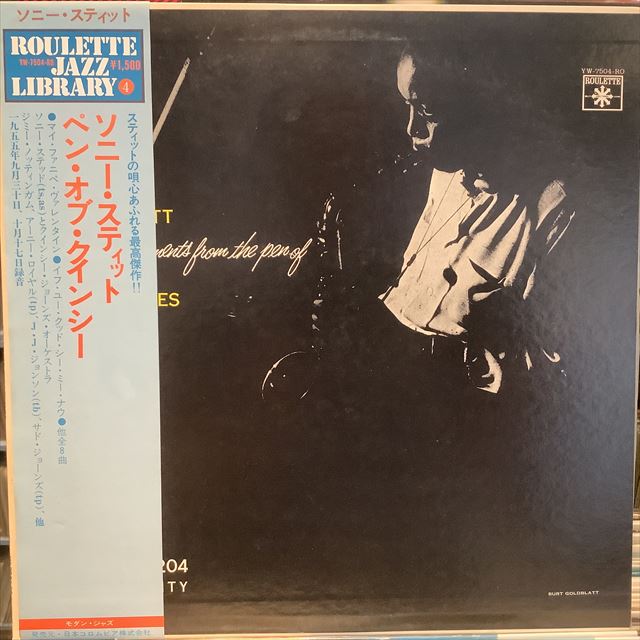 ソニー・スティット
ROULETTE
YW-7504-RO
JAZZ
¥1,500
LIBRARY
4
スティットの唄心あふれる最高傑作!!
ソニー・スティット
ペン・オブ・クインシー
●マイ・ファニー・ヴァレンタイン●イフ・ユー・クッド・シー・ミー・ナウ●他全8曲
ソニー・スティット(ts,as)とクインシー・ジョーンズ・オーケストラ
ジミー・ノッティンガム、アーニー・ロイヤル(tp)、J・J・ジョンソン(tb)、サド・ジョーンズ(tp)、他
一九五五年九月三十日、十月十七日録音
モダン・ジャズ
発売元・日本コロムビア株式会社
YW-7504-RO
ROULETTE
TT
ments from the pen of
ES
204
TY
BURT GOLDBLATT